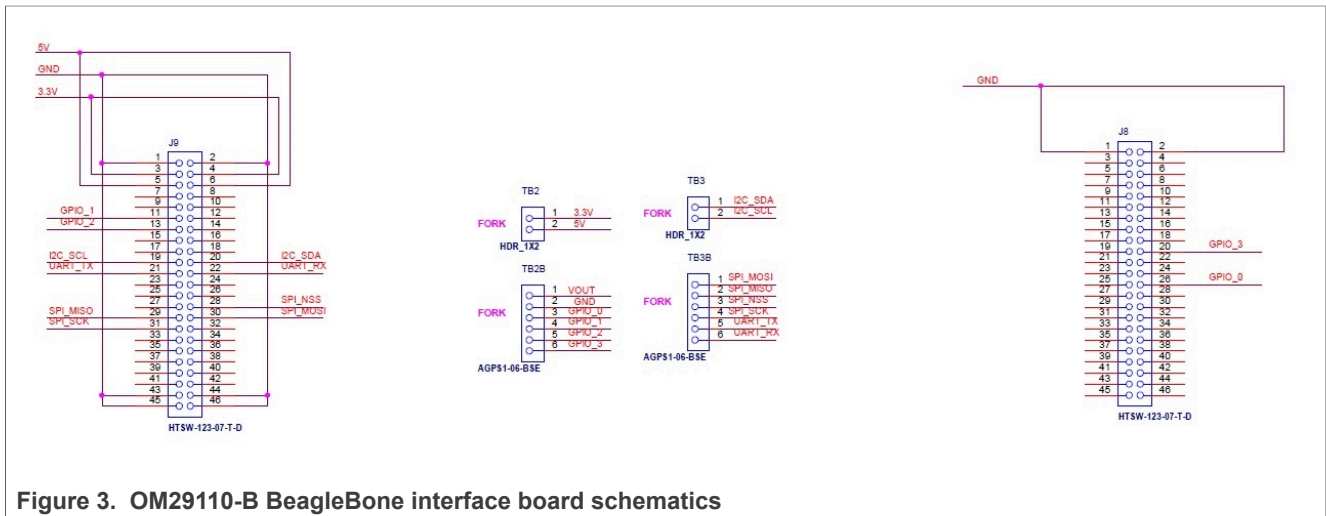 5V
GND
3.3V
J9
1 2
3 4
5 6
7 8
9 10
GPIO_1 11 12
GPIO_2 13 14
15 16
17 18
I2C_SCL 19 20 I2C_SDA
UART_TX 21 22 UART_RX
23 24
25 26
27 28 SPI_NSS
SPI_MISO 29 30 SPI_MOSI
SPI_SCK 31 32
33 34
35 36
37 38
39 40
41 42
43 44
45 46
HTSW-123-07-T-D
TB2
FORK
1 3.3V
2 5V
HDR_1X2
TB2B
FORK
1 VOUT
2 GND
3 GPIO_0
4 GPIO_1
5 GPIO_2
6 GPIO_3
AGPS1-06-BSE
TB3
FORK
1 I2C_SDA
2 I2C_SCL
HDR_1X2
TB3B
FORK
1 SPI_MOSI
2 SPI_MISO
3 SPI_NSS
4 SPI_SCK
5 UART_TX
6 UART_RX
AGPS1-06-BSE
GND
J8
1 2
3 4
5 6
7 8
9 10
11 12
13 14
15 16
17 18
19 20 GPIO_3
21 22
23 24
25 26 GPIO_0
27 28
29 30
31 32
33 34
35 36
37 38
39 40
41 42
43 44
45 46
HTSW-123-07-T-D
Figure 3. OM29110-B BeagleBone interface board schematics